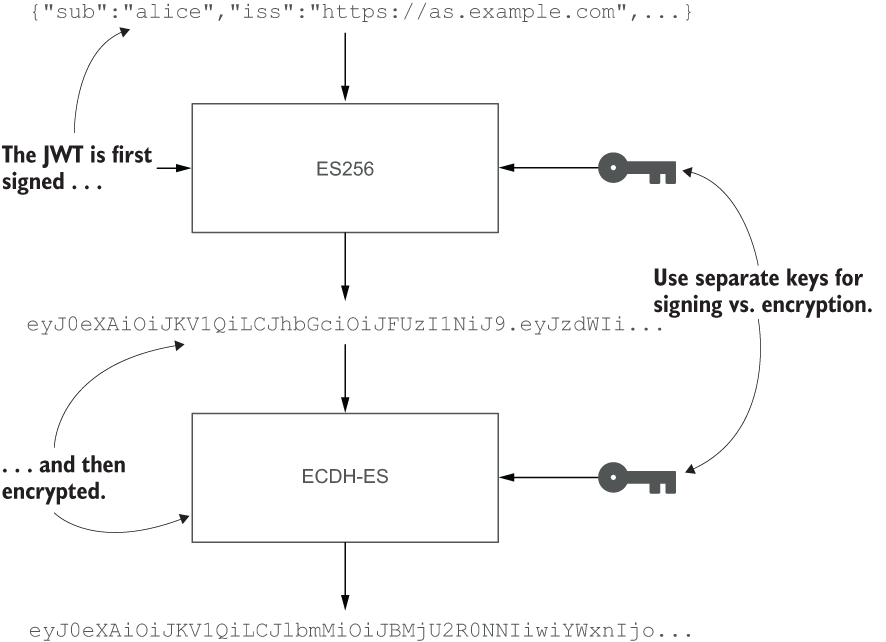 {"sub":"alice","iss":"https://as.example.com",...}
The JWT is first
signed . . .
ES256
Use separate keys for
signing vs. encryption.
eyJ0eXAiOiJKV1QiLCJhbGciOiJFUzI1NiJ9.eyJzdWIi...
. . . and then
encrypted.
ECDH-ES
eyJ0eXAiOiJKV1QiLCJlbmMiOiJBMjU2R0NNIiwiYWxnIjo...